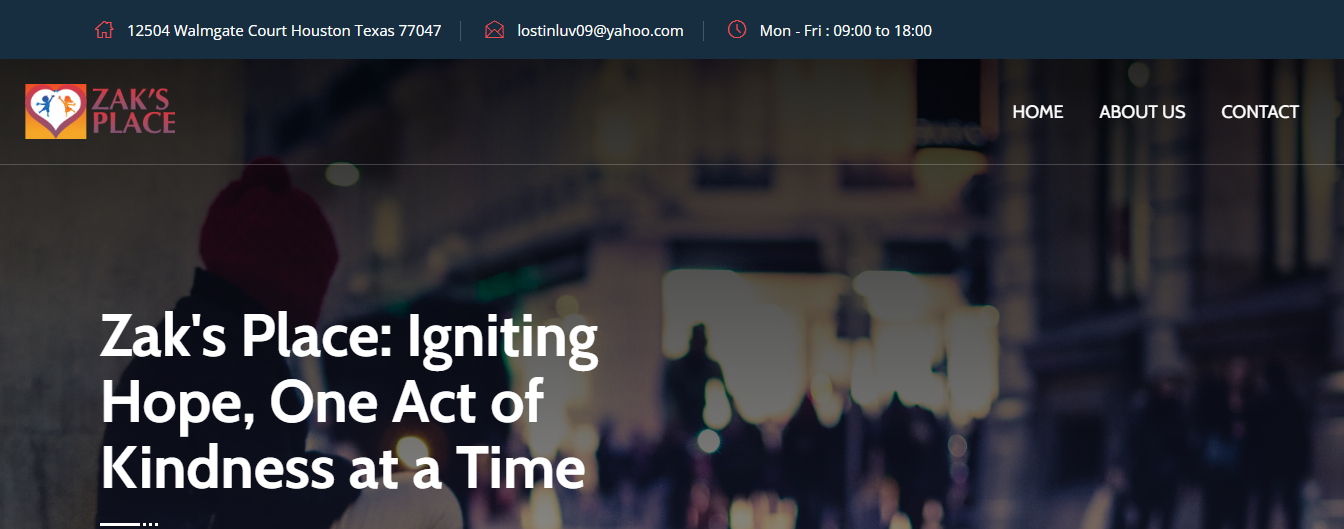 12504 Walmgate Court Houston Texas 77047
lostinluv09@yahoo.com
Mon - Fri : 09:00 to 18:00
ZAK'S
PLACE
HOME
ABOUT US
CONTACT
Zak's Place: Igniting
Hope, One Act of
Kindness at a Time